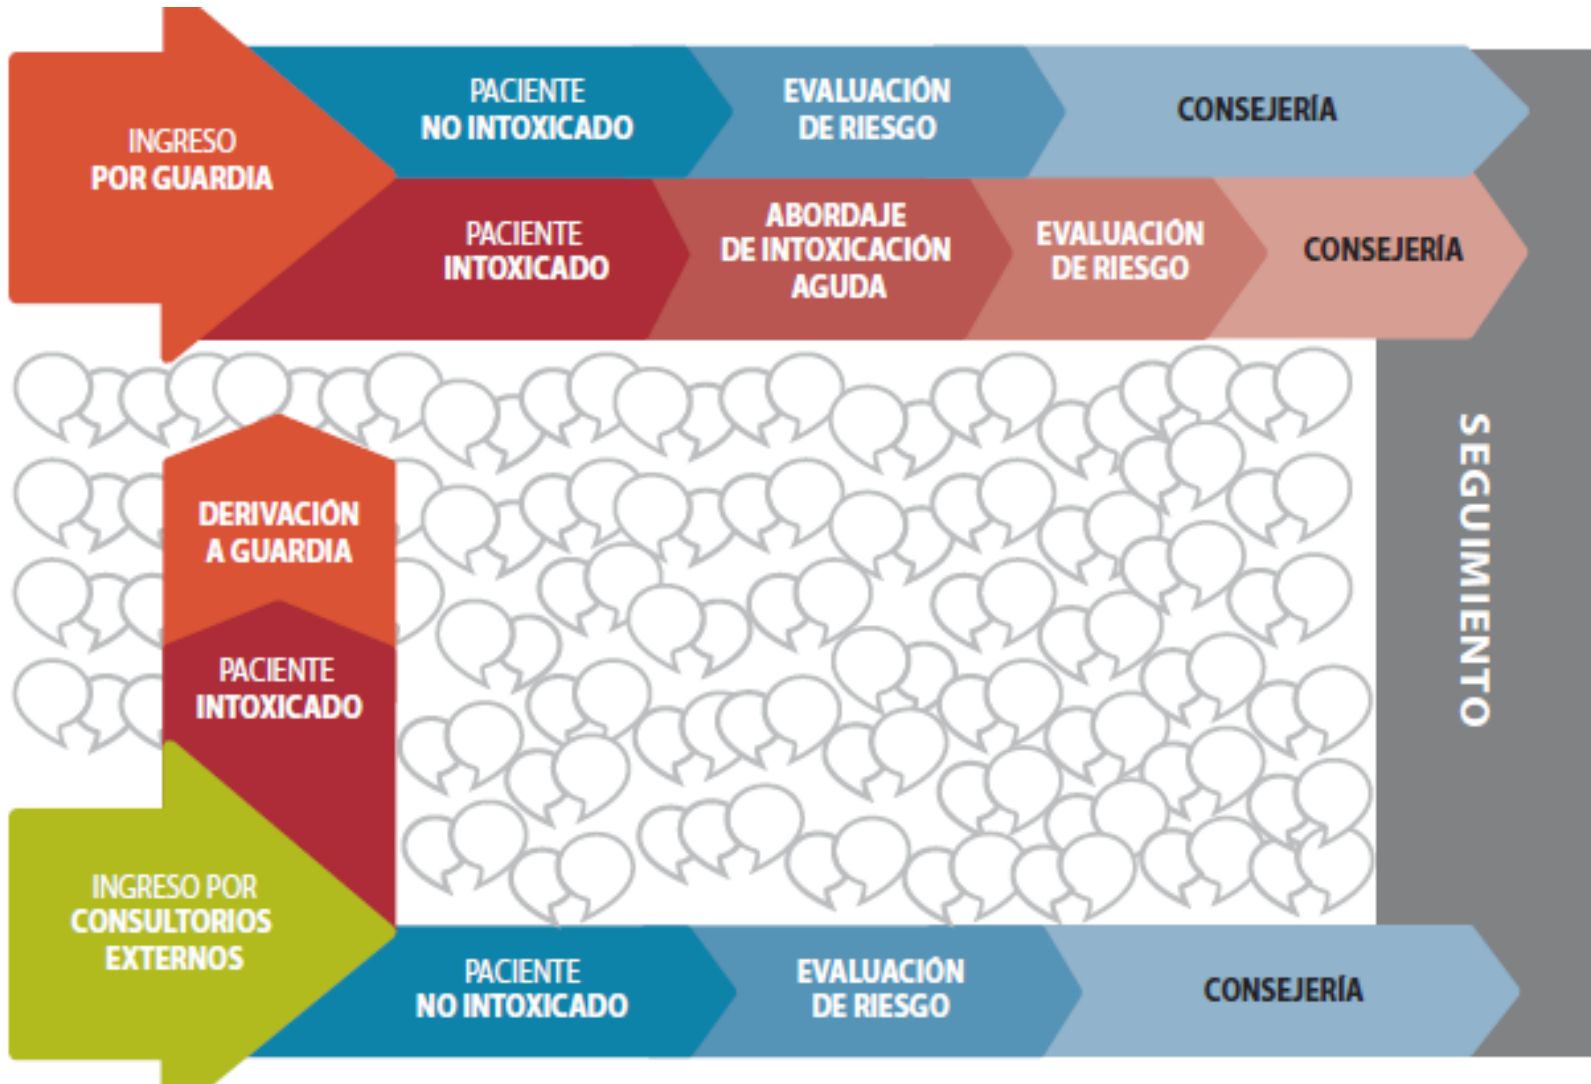 INGRESO
POR GUARDIA
PACIENTE
NO INTOXICADO
EVALUACIÓN
DE RIESGO
CONSEJERÍA
PACIENTE
INTOXICADO
ABORDAJE
DE INTOXICACIÓN
AGUDA
EVALUACIÓN
DE RIESGO
CONSEJERÍA
DERIVACIÓN
A GUARDIA
PACIENTE
INTOXICADO
INGRESO POR
CONSULTORIOS
EXTERNOS
PACIENTE
NO INTOXICADO
EVALUACIÓN
DE RIESGO
CONSEJERÍA
SEGUIMIENTO